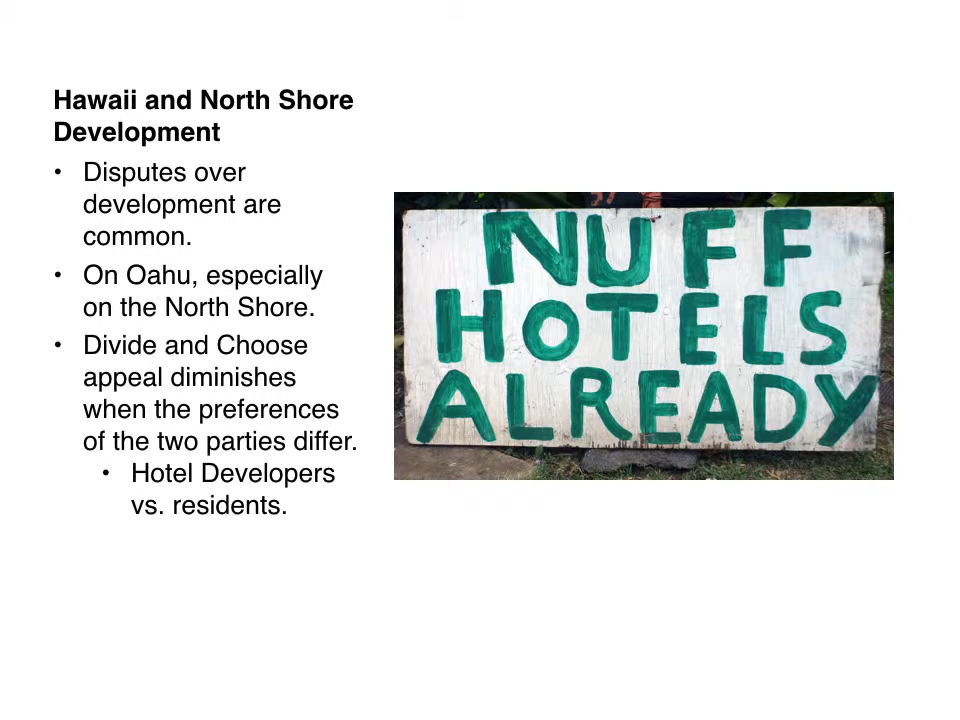 Hawaii and North Shore
Development
• Disputes over
development are
common.
• On Oahu, especially
on the North Shore.
• Divide and Choose
appeal diminishes
when the preferences
of the two parties differ.
• Hotel Developers
vs. residents.
NUFF
HOTELS
ALREADY